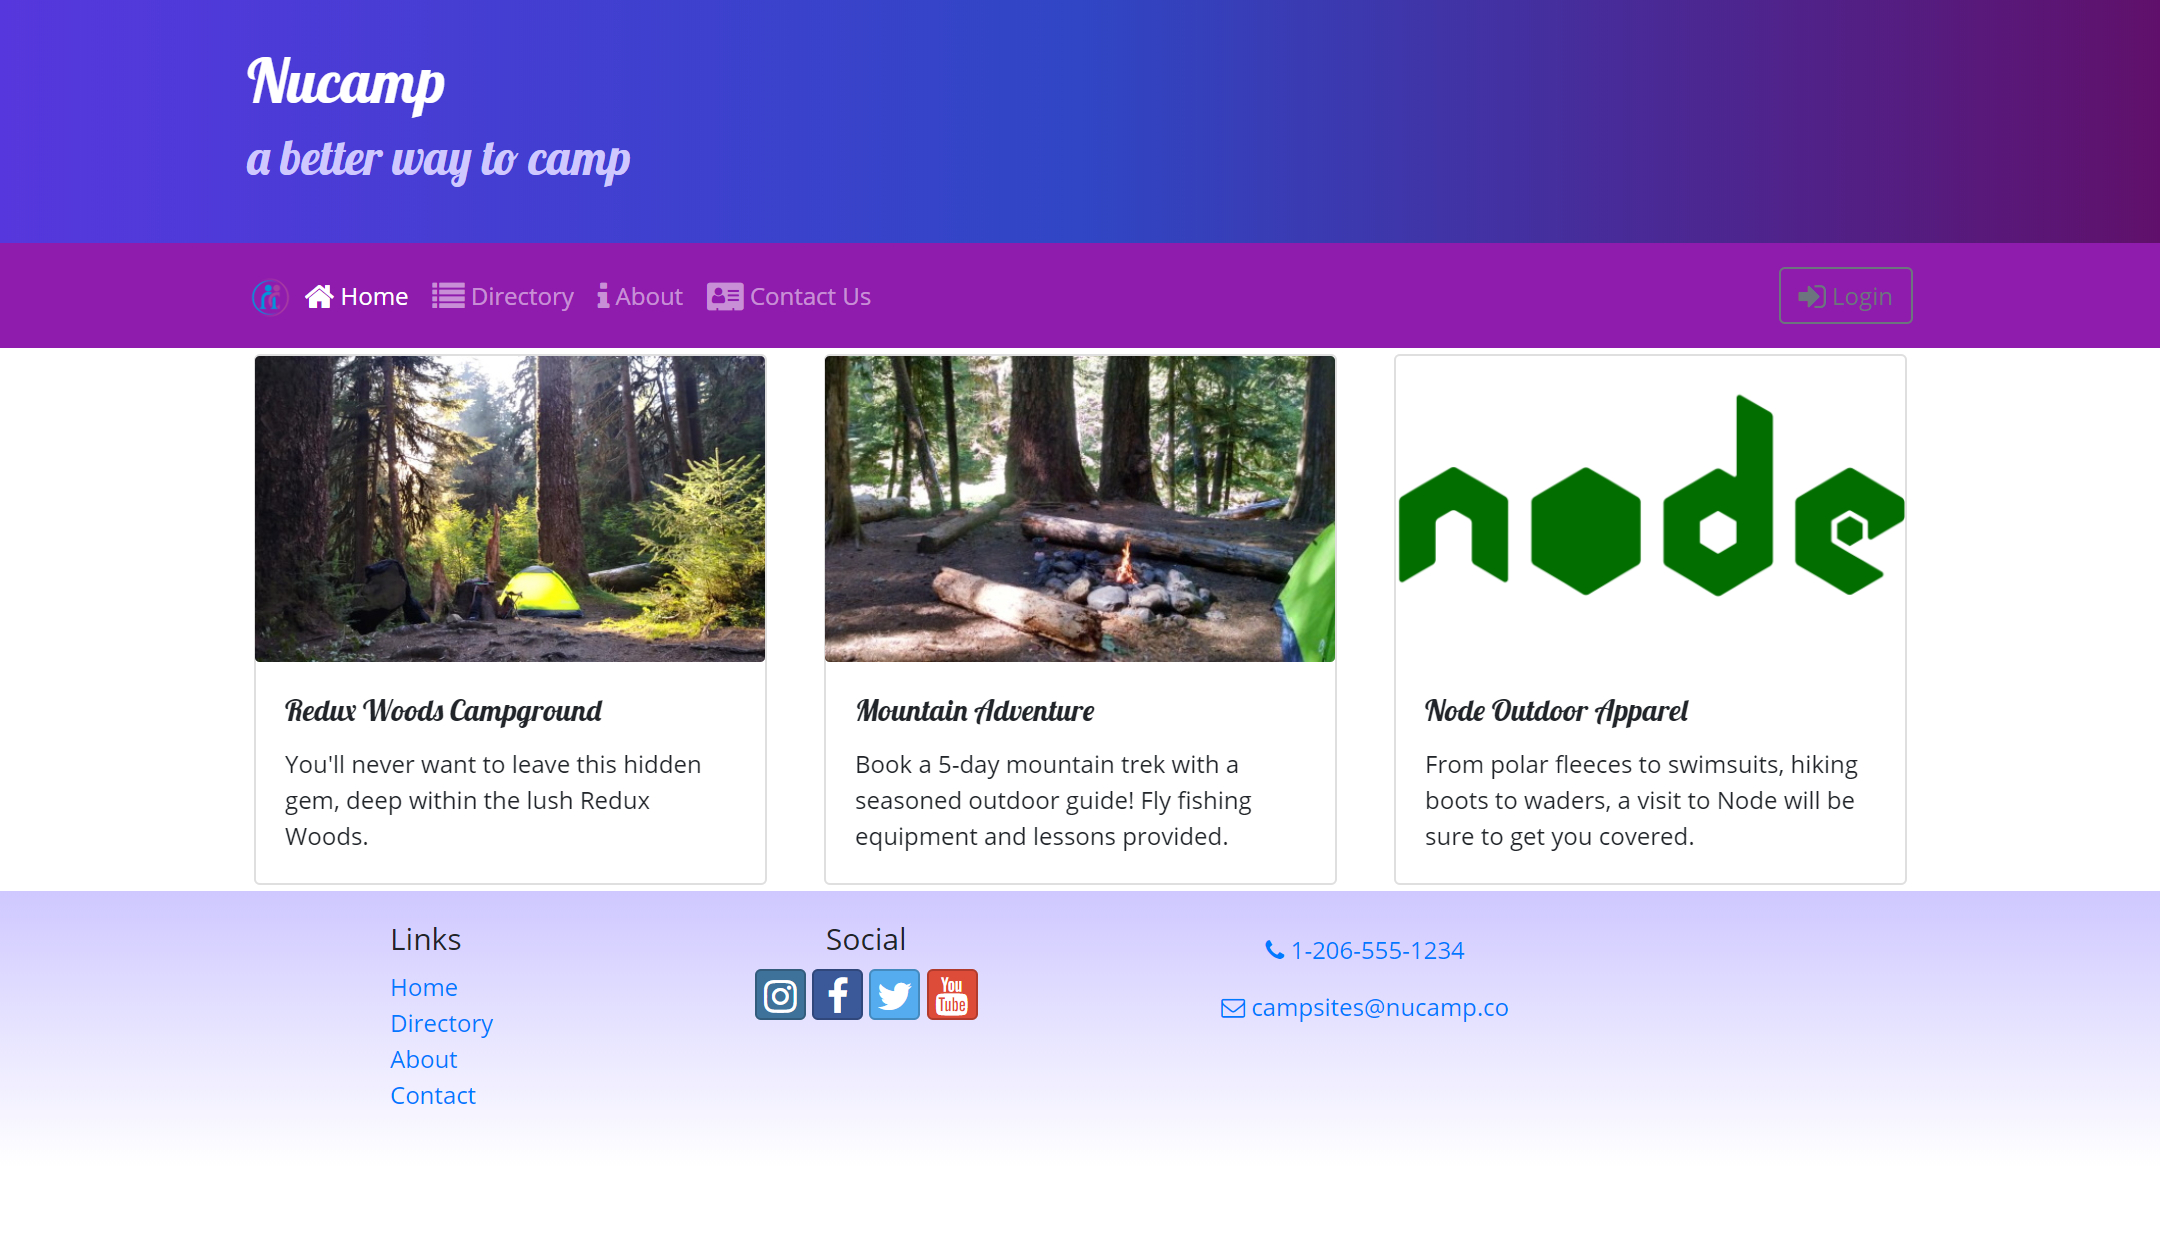 Nucamp
a better way to camp
Home Directory About Contact Us Login
node
Redux Woods Campground
You'll never want to leave this hidden
gem, deep within the lush Redux
Woods.
Mountain Adventure
Book a 5-day mountain trek with a
seasoned outdoor guide! Fly fishing
equipment and lessons provided.
Node Outdoor Apparel
From polar fleeces to swimsuits, hiking
boots to waders, a visit to Node will be
sure to get you covered.
Links
Home
Directory
About
Contact
Social
You
Tube
1-206-555-1234
campsites@nucamp.co